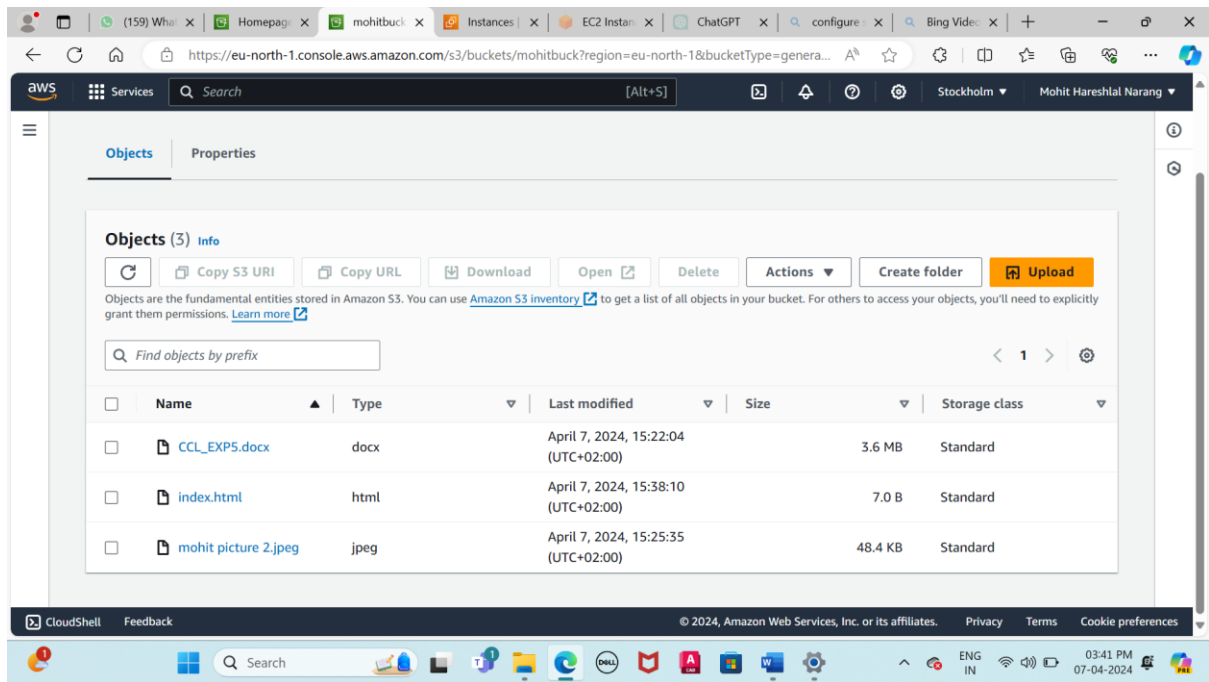 (159) What
Homepage
mohitbuck
Instances |
EC2 Instan
ChatGPT
configure s
Bing Video
https://eu-north-1.console.aws.amazon.com/s3/buckets/mohitbuck?region=eu-north-1&bucketType=genera...
aws
Services
Search
[Alt+S]
Stockholm ▼
Mohit Hareshlal Narang ▼
Objects
Properties
Objects (3) Info
Copy S3 URI
Copy URL
Download
Open
Delete
Actions ▼
Create folder
Upload
Objects are the fundamental entities stored in Amazon S3. You can use Amazon S3 inventory to get a list of all objects in your bucket. For others to access your objects, you'll need to explicitly
grant them permissions. Learn more
Find objects by prefix
1
Name Type Last modified Size Storage class
CCL_EXP5.docx docx April 7, 2024, 15:22:04 (UTC+02:00) 3.6 MB Standard
index.html html April 7, 2024, 15:38:10 (UTC+02:00) 7.0 B Standard
mohit picture 2.jpeg jpeg April 7, 2024, 15:25:35 (UTC+02:00) 48.4 KB Standard
CloudShell Feedback
© 2024, Amazon Web Services, Inc. or its affiliates. Privacy Terms Cookie preferences
1
Search
1
DELL
ENG
IN
03:41 PM
07-04-2024
PRE